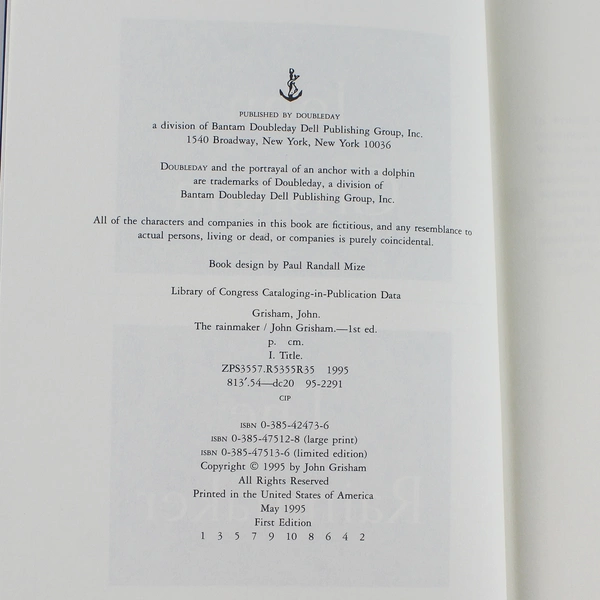 PUBLISHED BY DOUBLEDAY
a division of Bantam Doubleday Dell Publishing Group, Inc.
1540 Broadway, New York, New York 10036
DOUBLEDAY and the portrayal of an anchor with a dolphin
are trademarks of Doubleday, a division of
Bantam Doubleday Dell Publishing Group, Inc.
All of the characters and companies in this book are fictitious, and any resemblance to
actual persons, living or dead, or companies is purely coincidental.
Book design by Paul Randall Mize
Library of Congress Cataloging-in-Publication Data
Grisham, John.
The rainmaker / John Grisham.—1st ed.
p. cm.
I. Title.
ZPS3557.R5355R35 1995
813′.54—dc20 95-2291
CIP
ISBN 0-385-42473-6
ISBN 0-385-47512-8 (large print)
ISBN 0-385-47513-6 (limited edition)
Copyright © 1995 by John Grisham
All Rights Reserved
Printed in the United States of America
May 1995
First Edition
1 3 5 7 9 10 8 6 4 2